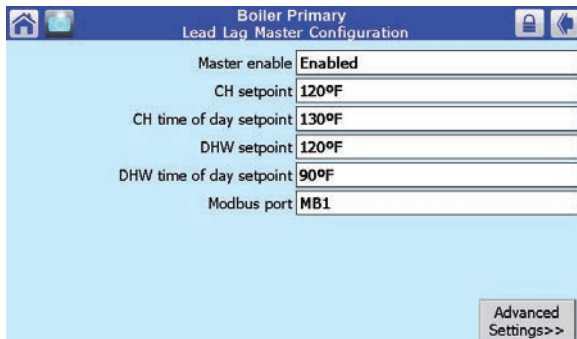 Boiler Primary
Lead Lag Master Configuration
Master enable Enabled
CH setpoint 120ºF
CH time of day setpoint 130ºF
DHW setpoint 120ºF
DHW time of day setpoint 90ºF
Modbus port MB1
Advanced
Settings>>